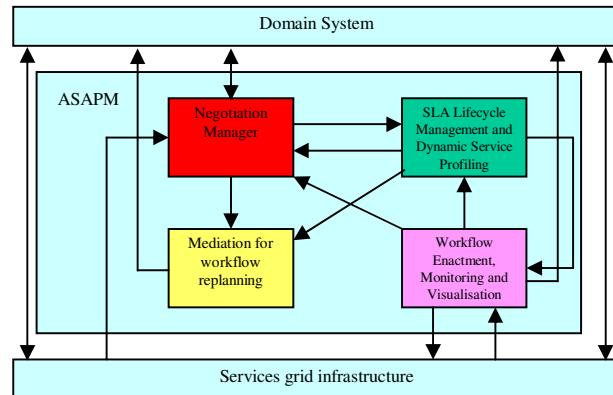 Domain System
ASAPM
Negotiation
Manager
SLA Lifecycle
Management and
Dynamic Service
Profiling
Mediation for
workflow
replanning
Workflow
Enactment,
Monitoring and
Visualisation
Services grid infrastructure